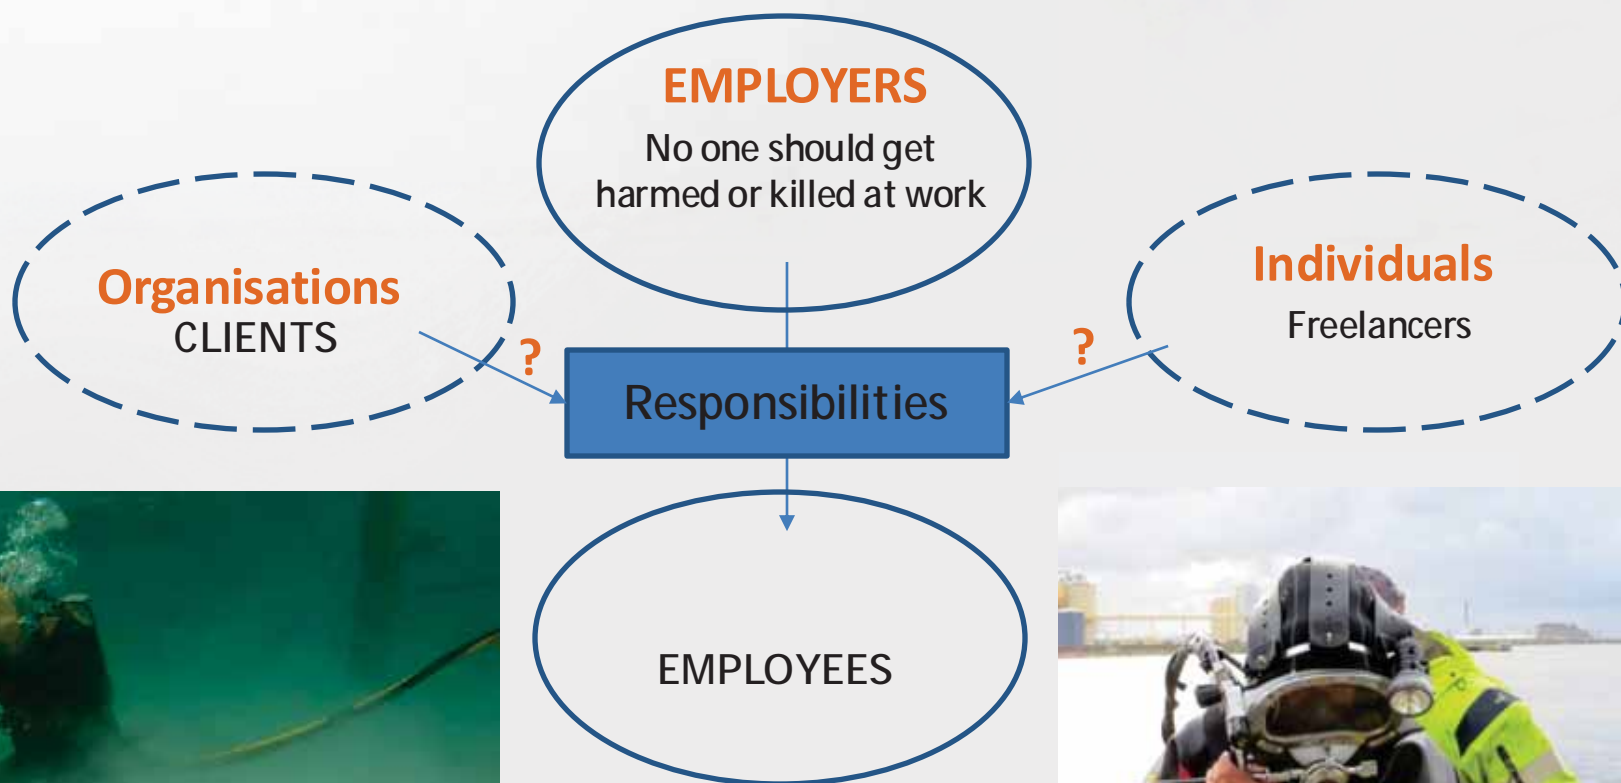 EMPLOYERS
No one should get
harmed or killed at work
Organisations
CLIENTS
Individuals
Freelancers
?
?
Responsibilities
EMPLOYEES